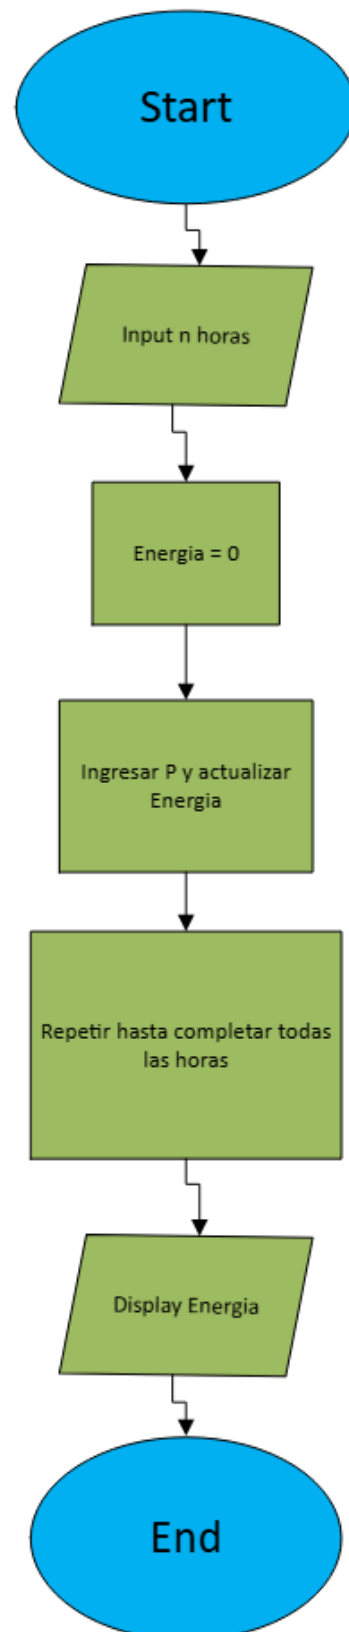 Start
Input n horas
Energia = 0
Ingresar P y actualizar
Energia
Repetir hasta completar todas
las horas
Display Energia
End